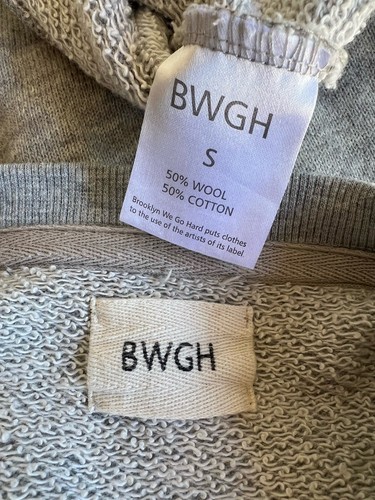 BWGH
S
50% WOOL
50% COTTON
Brooklyn We Go Hard puts clothes
to the use of the artists of its label
BWGH